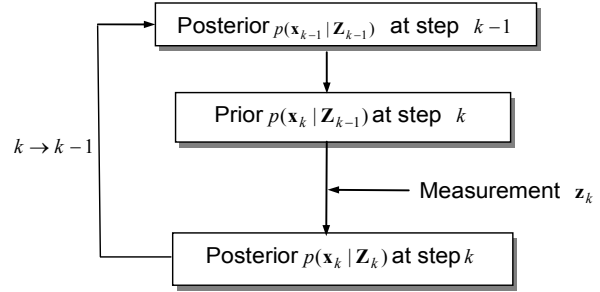 Posterior p(x_{k-1} | Z_{k-1}) at step k−1
Prior p(x_k | Z_{k-1}) at step k
k → k−1
Measurement z_k
Posterior p(x_k | Z_k) at step k